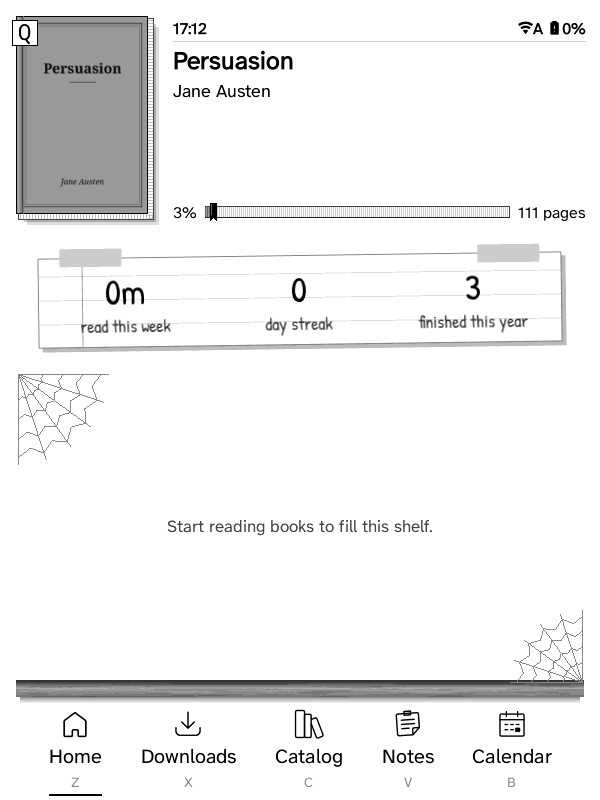 Q
Persuasion
Jane Austen
17:12
A 0%
Persuasion
Jane Austen
3%
111 pages
0m
read this week
0
day streak
3
finished this year
Start reading books to fill this shelf.
Home
Z
Downloads
X
Catalog
C
Notes
V
Calendar
B